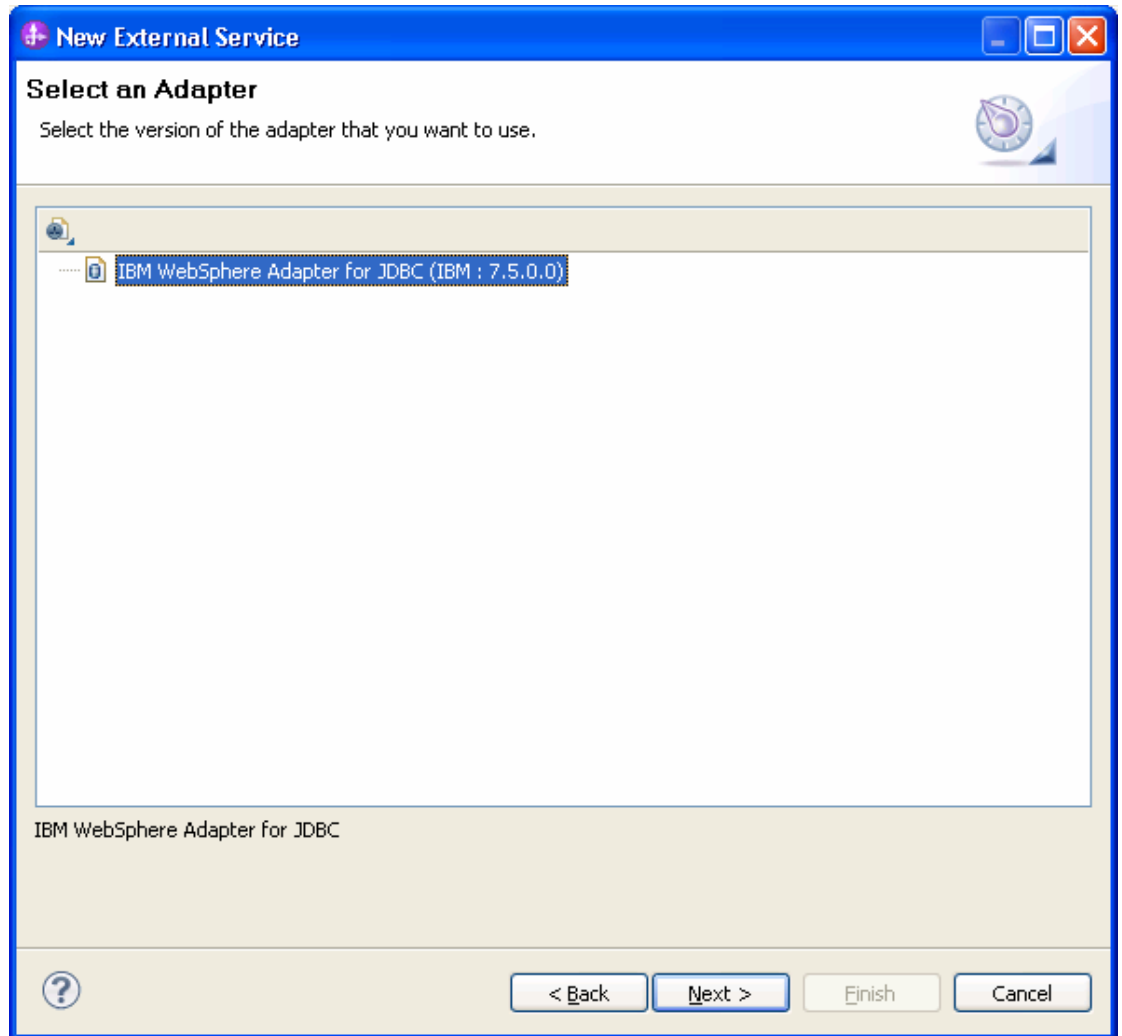 New External Service
Select an Adapter
Select the version of the adapter that you want to use.
IBM WebSphere Adapter for JDBC (IBM : 7.5.0.0)
IBM WebSphere Adapter for JDBC
?
< Back
Next >
Finish
Cancel